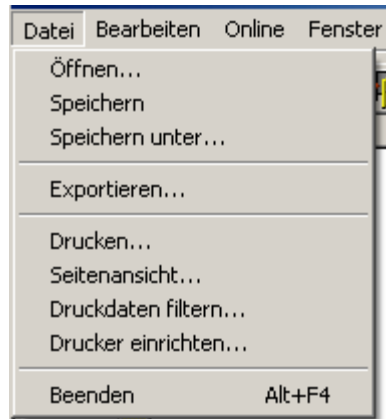 Datei Bearbeiten Online Fenster
Öffnen...
Speichern
Speichern unter...
Exportieren...
Drucken...
Seitenansicht...
Druckdaten filtern...
Drucker einrichten...
Beenden Alt+F4